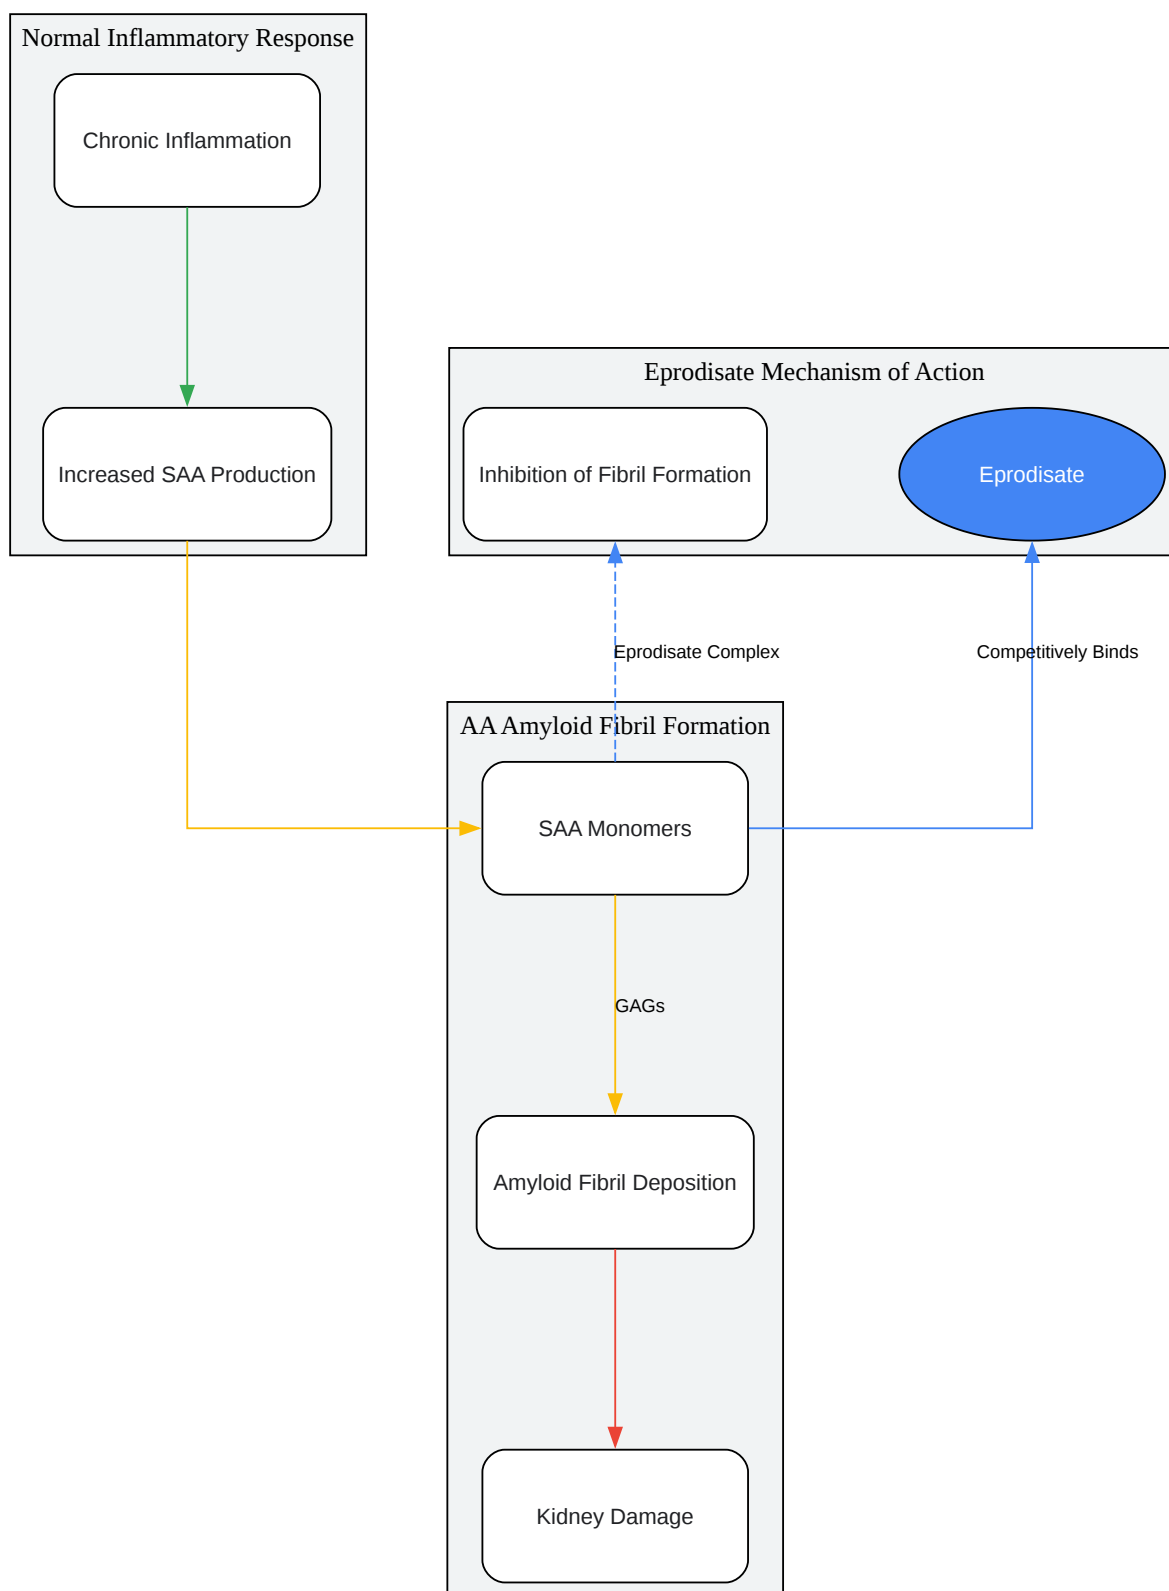 Normal Inflammatory Response
Chronic Inflammation
Increased SAA Production
Eprodisate Mechanism of Action
Inhibition of Fibril Formation
Eprodisate
Eprodisate Complex
Competitively Binds
AA Amyloid Fibril Formation
SAA Monomers
GAGs
Amyloid Fibril Deposition
Kidney Damage